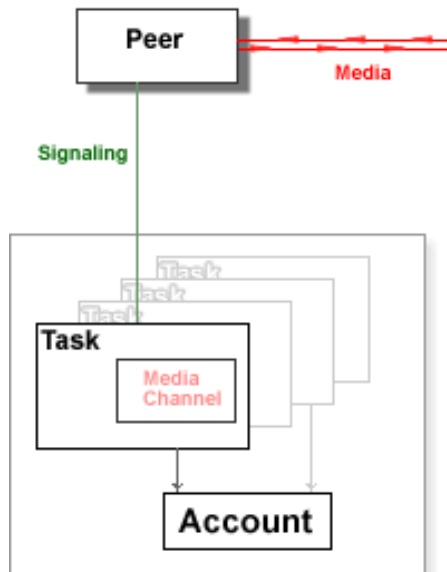 Peer
Media
Signaling
Task
Task
Task
Task
Media
Channel
Account